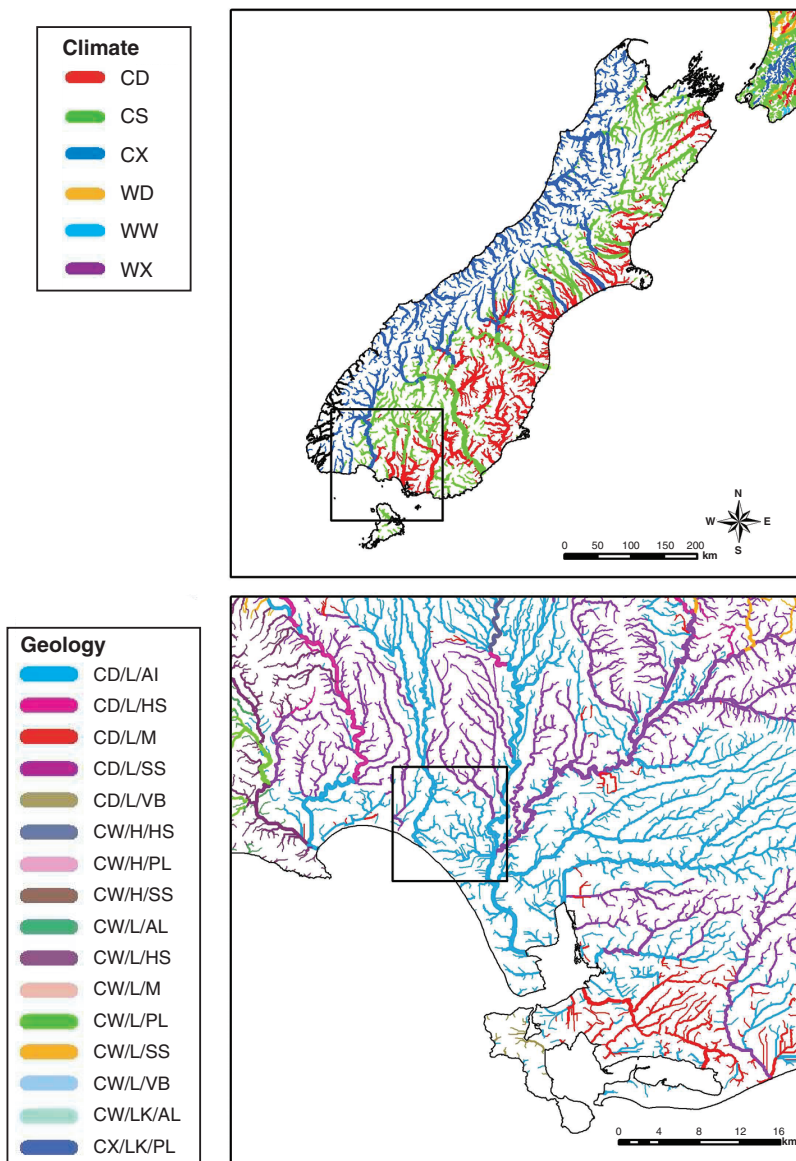 Climate
CD
CS
CX
WD
WW
WX
N
W E
S
0 50 100 150 200
km
Geology
CD/L/AI
CD/L/HS
CD/L/M
CD/L/SS
CD/L/VB
CW/H/HS
CW/H/PL
CW/H/SS
CW/L/AL
CW/L/HS
CW/L/M
CW/L/PL
CW/L/SS
CW/L/VB
CW/LK/AL
CX/LK/PL
0 4 8 12 16
km